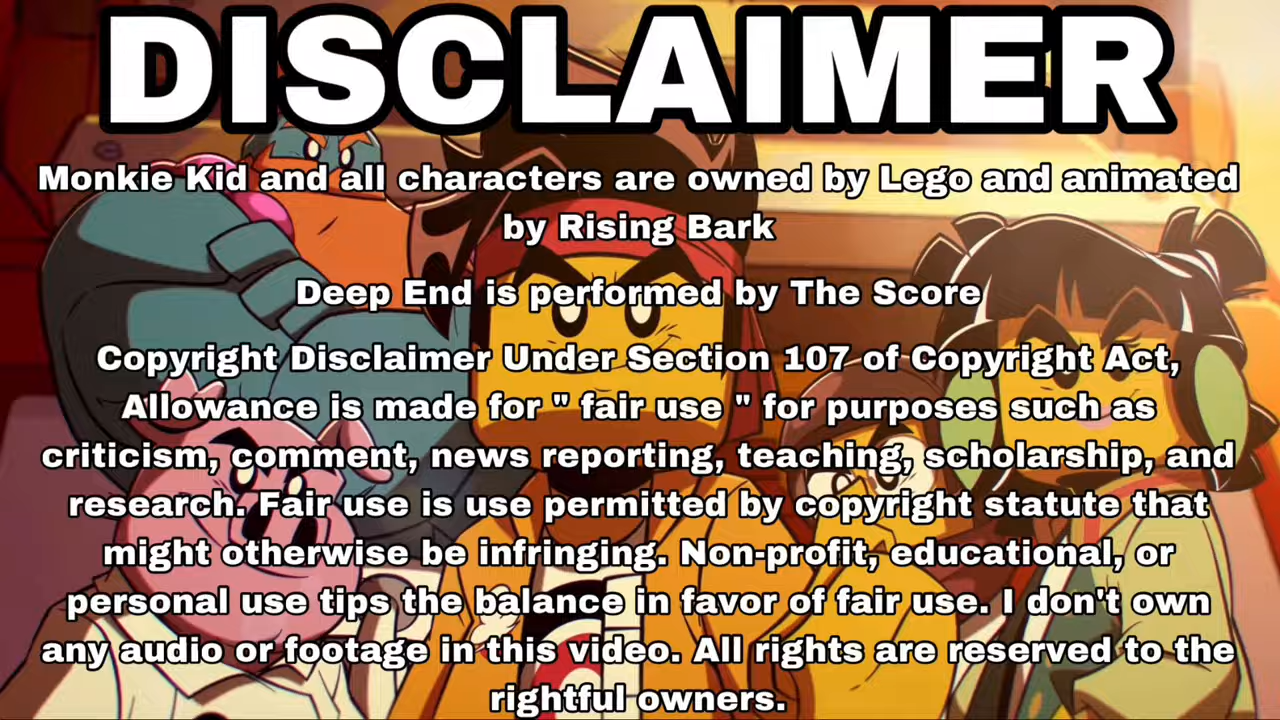 DISCLAIMER
Monkie Kid and all characters are owned by Lego and animated
by Rising Bark
Deep End is performed by The Score
Copyright Disclaimer Under Section 107 of Copyright Act,
Allowance is made for " fair use " for purposes such as
criticism, comment, news reporting, teaching, scholarship, and
research. Fair use is use permitted by copyright statute that
might otherwise be infringing. Non-profit, educational, or
personal use tips the balance in favor of fair use. I don't own
any audio or footage in this video. All rights are reserved to the
rightful owners.